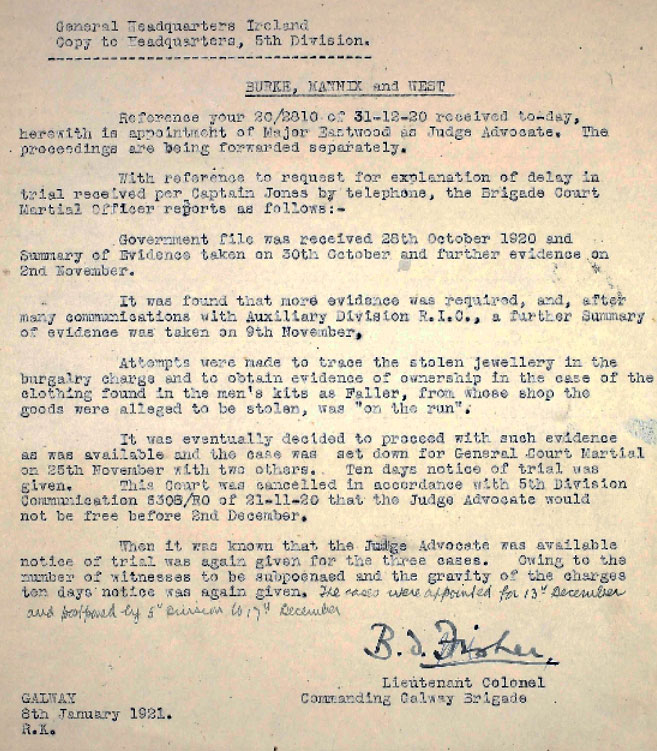 General Headquarters Ireland
Copy to Headquarters, 5th Division.
BURKE, MANNIX and WEST
Reference your 20/2810 of 31-12-20 received to-day,
herewith is appointment of Major Eastwood as Judge Advocate. The
proceedings are being forwarded separately.
With reference to request for explanation of delay in
trial received per Captain Jones by telephone, the Brigade Court
Martial Officer reports as follows:-
Government file was received 28th October 1920 and
Summary of Evidence taken on 30th October and further evidence on
2nd November.
It was found that more evidence was required, and, after
many communications with Auxiliary Division R.I.C., a further Summary
of evidence was taken on 9th November,
Attempts were made to trace the stolen jewellery in the
burgalry charge and to obtain evidence of ownership in the case of the
clothing found in the men's kits as Faller, from whose shop the
goods were alleged to be stolen, was "on the run".
It was eventually decided to proceed with such evidence
as was available and the case was set down for General Court Martial
on 25th November with two others. Ten days notice of trial was
given. This Court was cancelled in accordance with 5th Division
Communication 5308/RO of 21-11-20 that the Judge Advocate would
not be free before 2nd December.
When it was known that the Judge Advocate was available
notice of trial was again given for the three cases. Owing to the
number of witnesses to be subpoenaed and the gravity of the charges
ten days notice was again given. The cases were appointed for 13th December
and postponed by 5th Division to 17th December
Lieutenant Colonel
Commanding Galway Brigade
GALWAY
8th January 1921.
R.K.